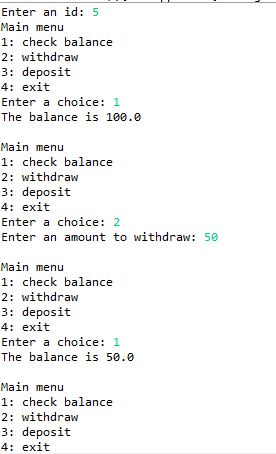 Enter an id: 5
Main menu
1: check balance
2: withdraw
3: deposit
4: exit
Enter a choice: 1
The balance is 100.0

Main menu
1: check balance
2: withdraw
3: deposit
4: exit
Enter a choice: 2
Enter an amount to withdraw: 50

Main menu
1: check balance
2: withdraw
3: deposit
4: exit
Enter a choice: 1
The balance is 50.0

Main menu
1: check balance
2: withdraw
3: deposit
4: exit